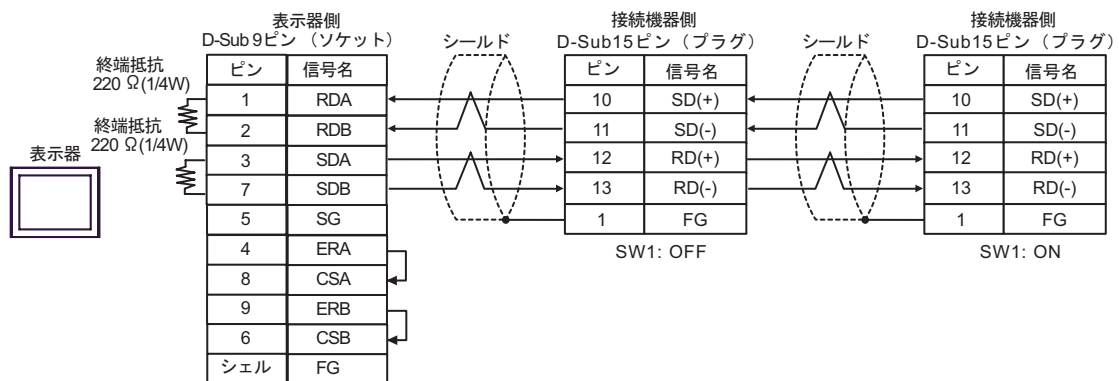 表示器側
D-Sub 9ピン （ソケット）
終端抵抗
220 Ω(1/4W)
終端抵抗
220 Ω(1/4W)
表示器
ピン 信号名
1 RDA
2 RDB
3 SDA
7 SDB
5 SG
4 ERA
8 CSA
9 ERB
6 CSB
シェル FG
シールド
接続機器側
D-Sub15ピン（プラグ）
ピン 信号名
10 SD(+)
11 SD(-)
12 RD(+)
13 RD(-)
1 FG
SW1: OFF
シールド
接続機器側
D-Sub15ピン（プラグ）
ピン 信号名
10 SD(+)
11 SD(-)
12 RD(+)
13 RD(-)
1 FG
SW1: ON